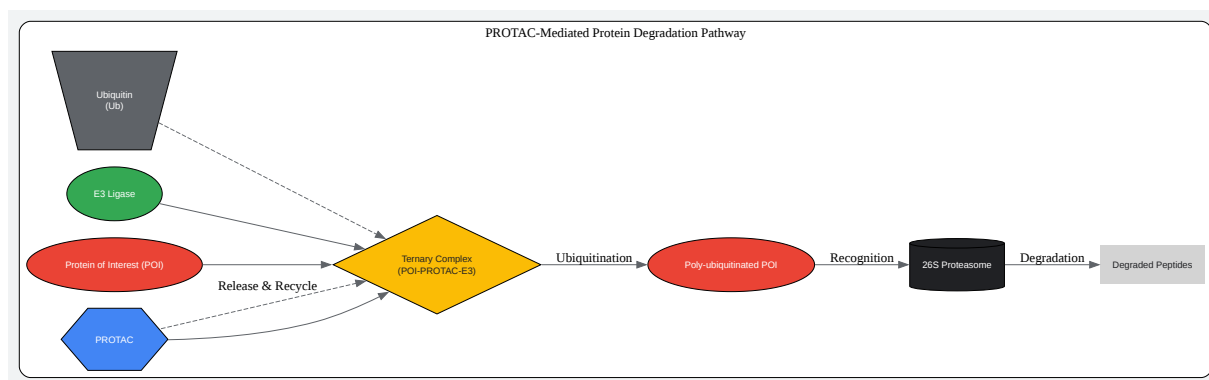 PROTAC-Mediated Protein Degradation Pathway
Ubiquitin
(Ub)
E3 Ligase
Protein of Interest (POI)
Release & Recycle
PROTAC
Ternary Complex
(POI-PROTAC-E3)
Ubiquitination
Poly-ubiquitinated POI
Recognition
26S Proteasome
Degradation
Degraded Peptides